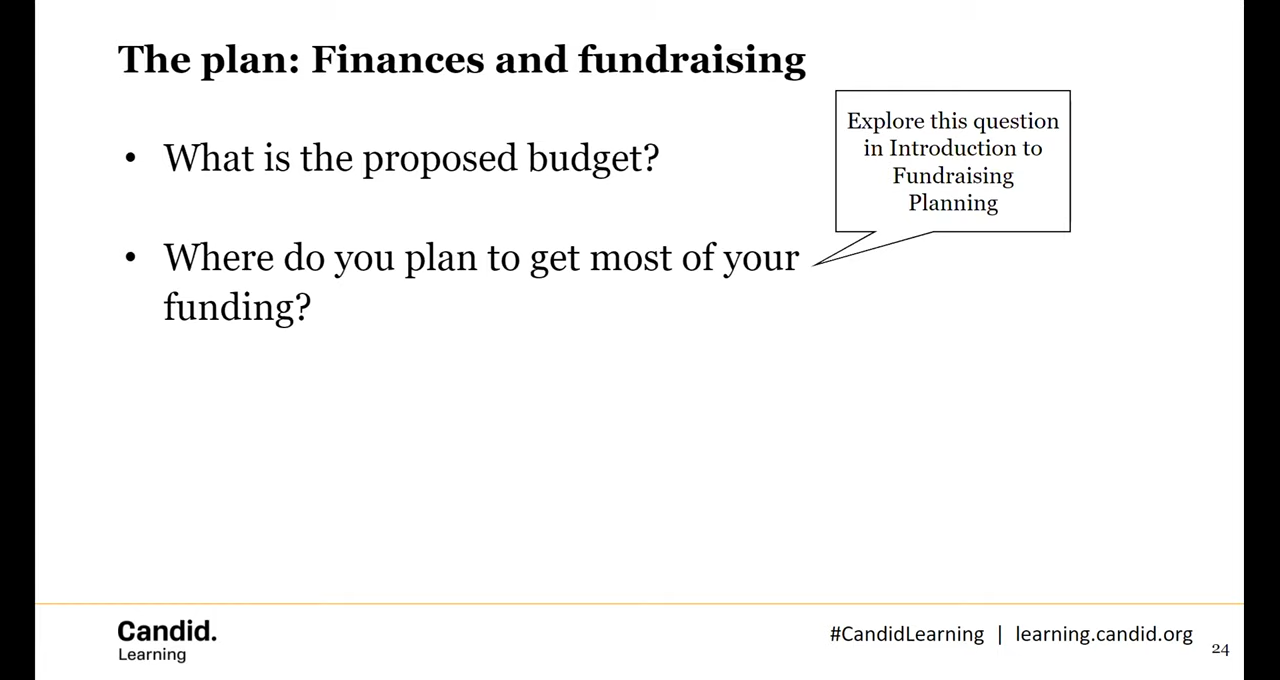 The plan: Finances and fundraising
• What is the proposed budget?
Explore this question
in Introduction to
Fundraising
Planning
• Where do you plan to get most of your
funding?
Candid.
Learning
#CandidLearning | learning.candid.org
24